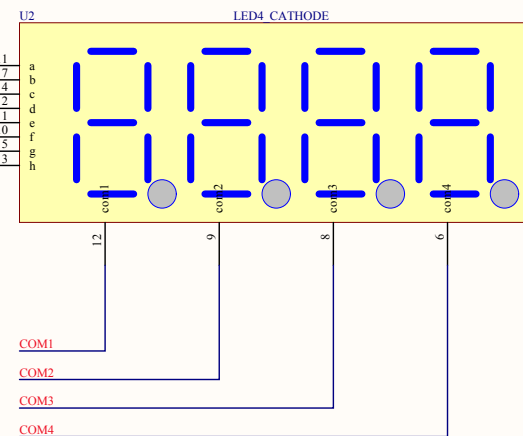 U2 LED4_CATHODE
1 a
7 b
4 c
2 d
1 e
0 f
5 g
3 h
com1 com2 com3 com4
12 9 8 6
COM1
COM2
COM3
COM4